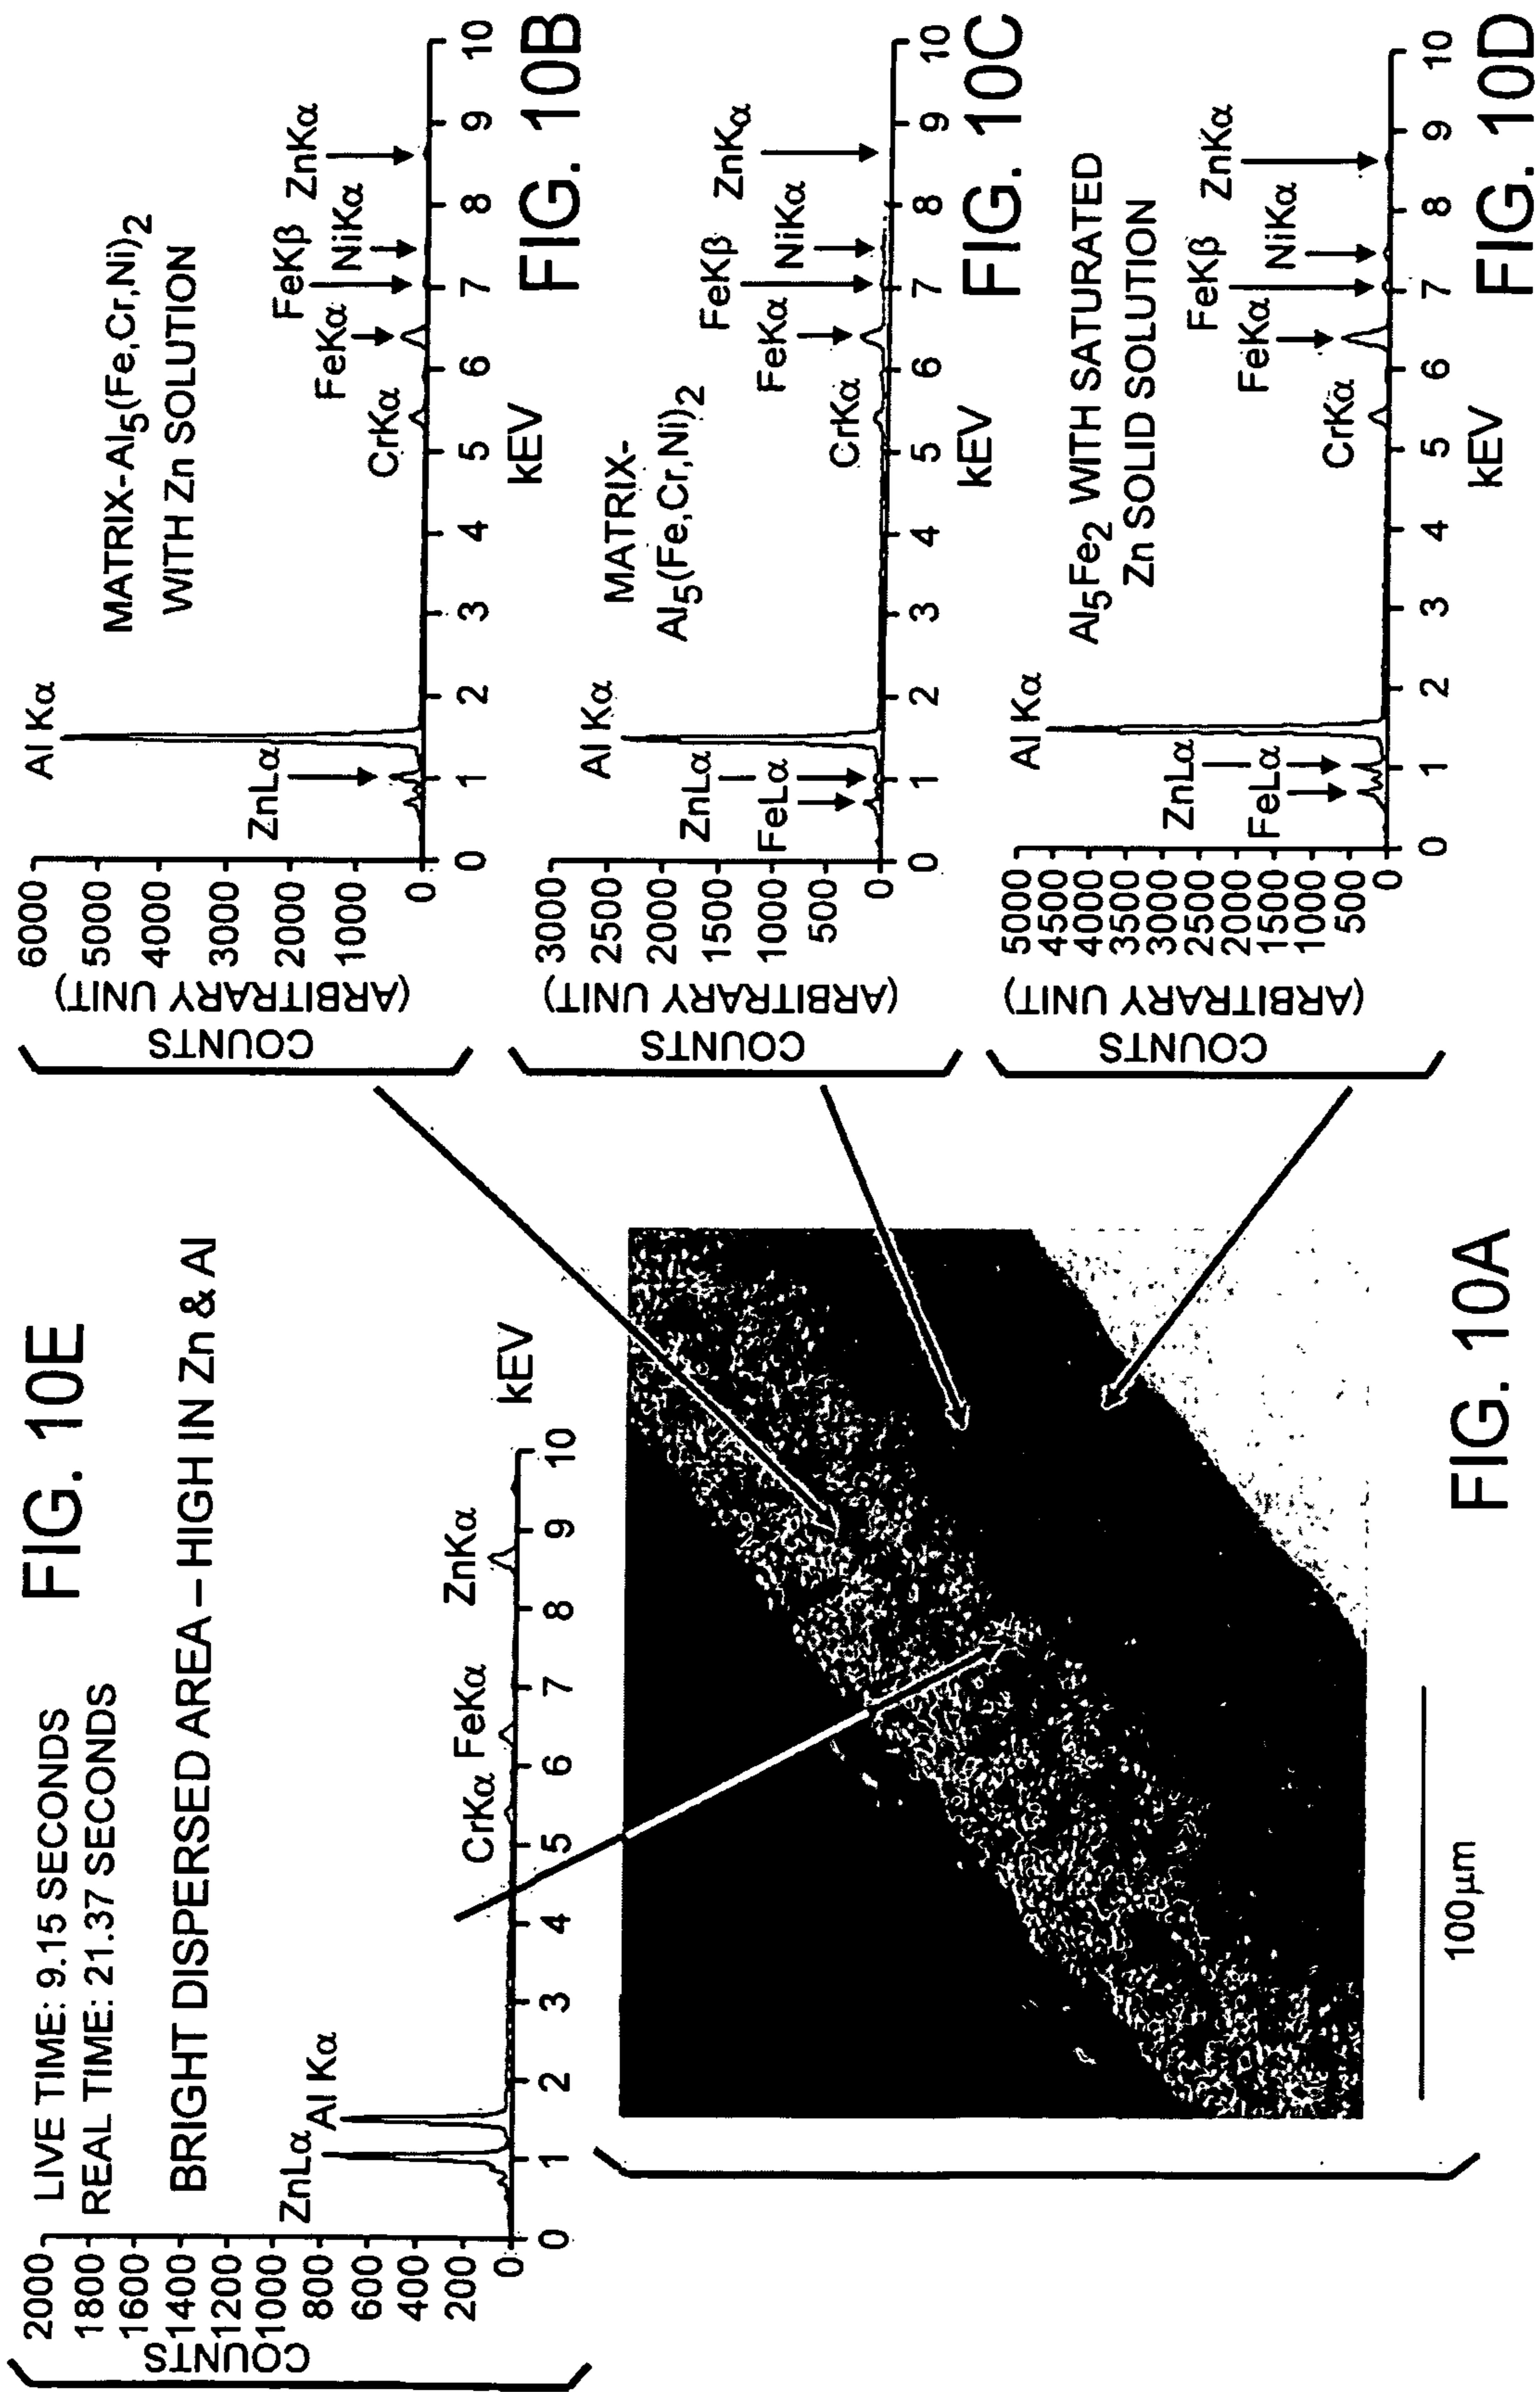 LIVE TIME: 9.15 SECONDS
REAL TIME: 21.37 SECONDS
FIG. 10E
BRIGHT DISPERSED AREA – HIGH IN Zn & Al
COUNTS
2000
1800
1600
1400
1200
1000
800
600
400
200
0
ZnLα
Al Kα
CrKα
FeKα
ZnKα
0 1 2 3 4 5 6 7 8 9 10
kEV
100μm
FIG. 10A
COUNTS
(ARBITRARY UNIT)
6000
5000
4000
3000
2000
1000
0
Al Kα
ZnLα
MATRIX-Al5(Fe,Cr,Ni)2
WITH Zn SOLUTION
CrKα
FeKα
FeKβ
NiKα
ZnKα
0 1 2 3 4 5 6 7 8 9 10
kEV
FIG. 10B
COUNTS
(ARBITRARY UNIT)
3000
2500
2000
1500
1000
500
0
Al Kα
ZnLα
FeLα
MATRIX-
Al5(Fe,Cr,Ni)2
CrKα
FeKα
FeKβ
NiKα
ZnKα
0 1 2 3 4 5 6 7 8 9 10
kEV
FIG. 10C
COUNTS
(ARBITRARY UNIT)
5000
4500
4000
3500
3000
2500
2000
1500
1000
500
0
Al Kα
ZnLα
FeLα
Al5Fe2 WITH SATURATED
Zn SOLID SOLUTION
CrKα
FeKα
FeKβ
NiKα
ZnKα
0 1 2 3 4 5 6 7 8 9 10
kEV
FIG. 10D